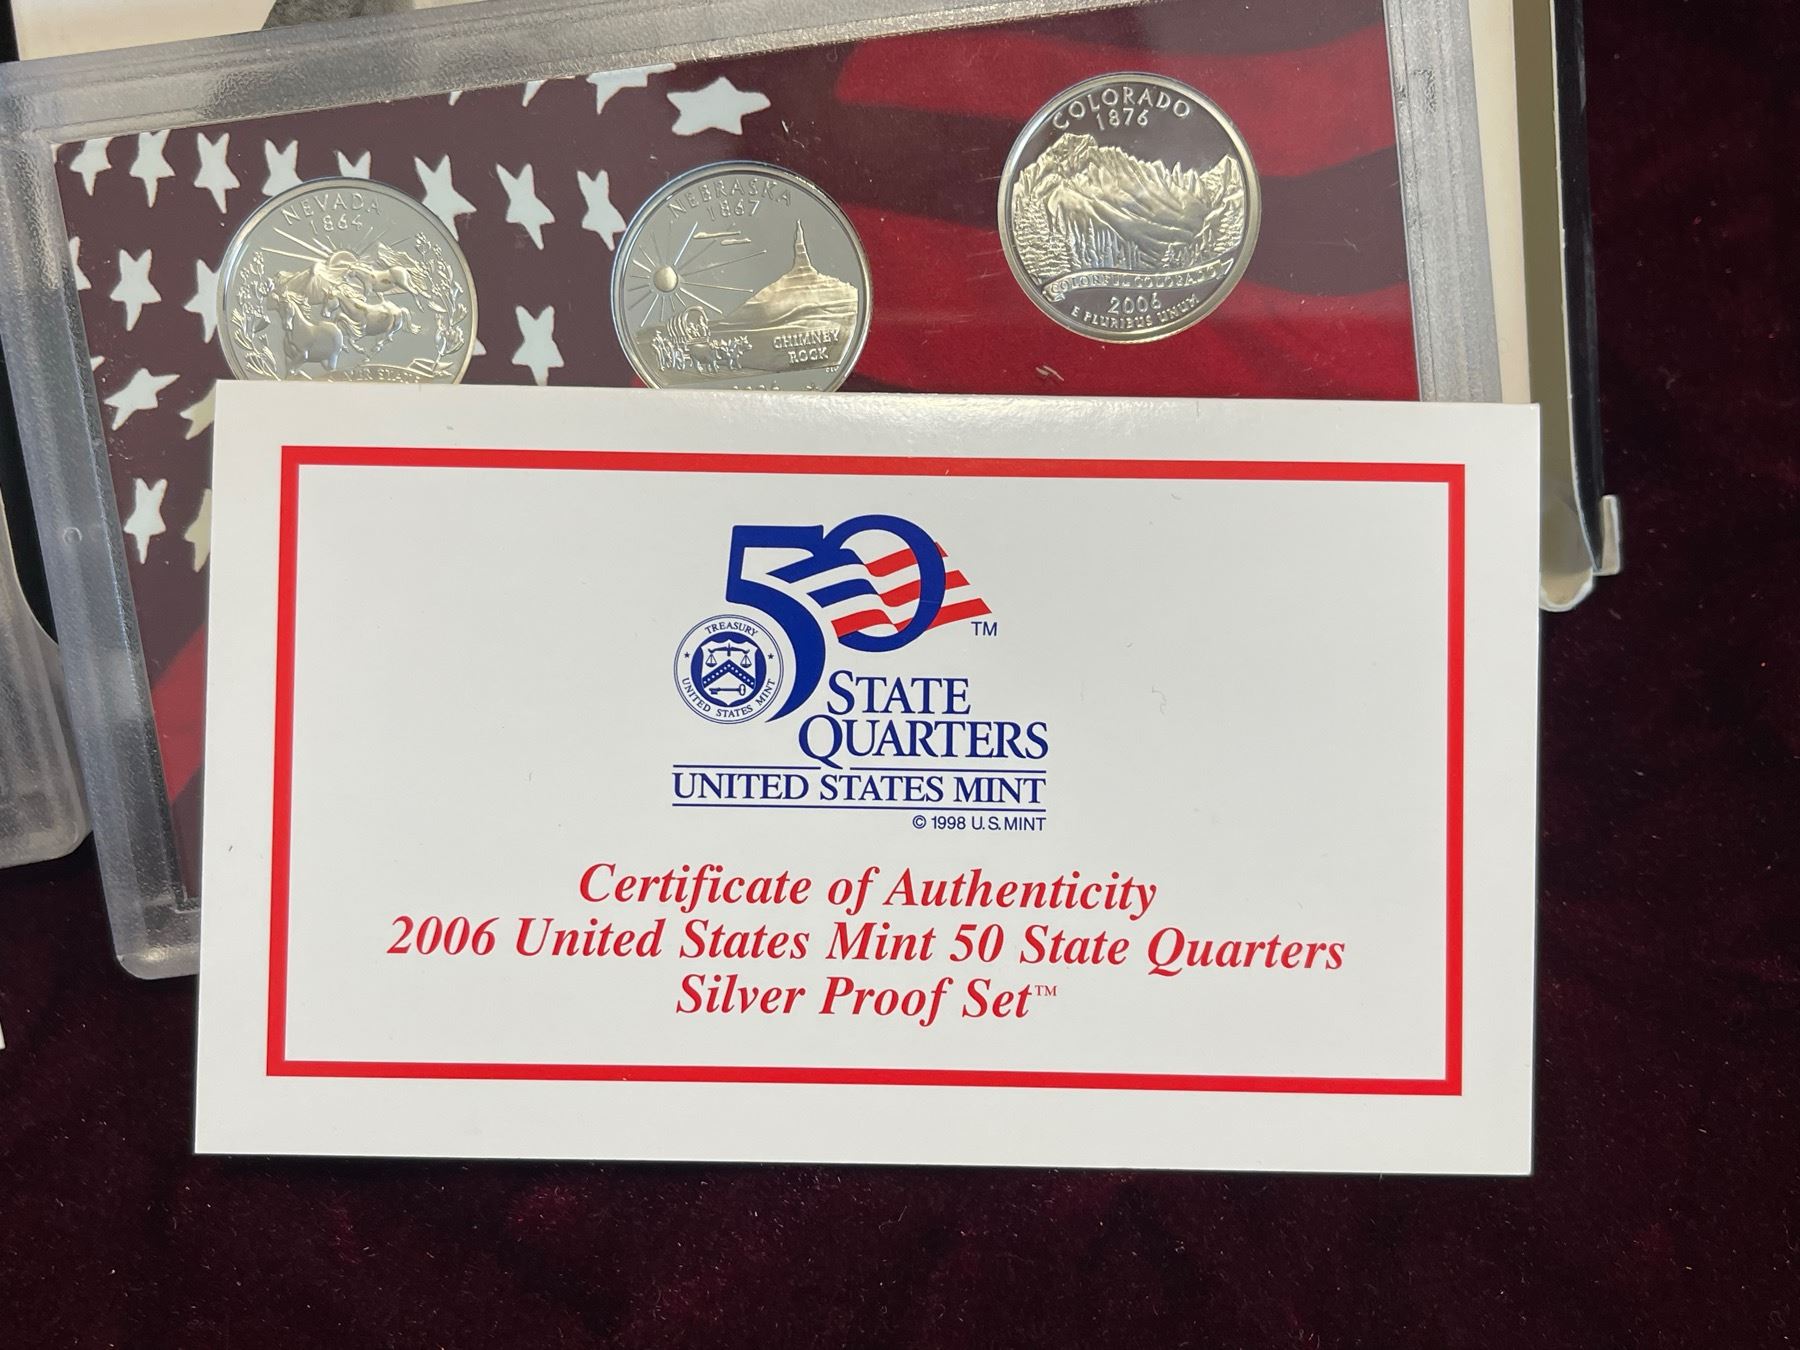 NEVADA
1864
NEBRASKA
1867
CHIMNEY
ROCK
COLORADO
1876
COLORFUL COLORADO
2006
E PLURIBUS UNUM
50
TM
TREASURY
UNITED STATES MINT
STATE
QUARTERS
UNITED STATES MINT
© 1998 U.S. MINT
Certificate of Authenticity
2006 United States Mint 50 State Quarters
Silver Proof Set™